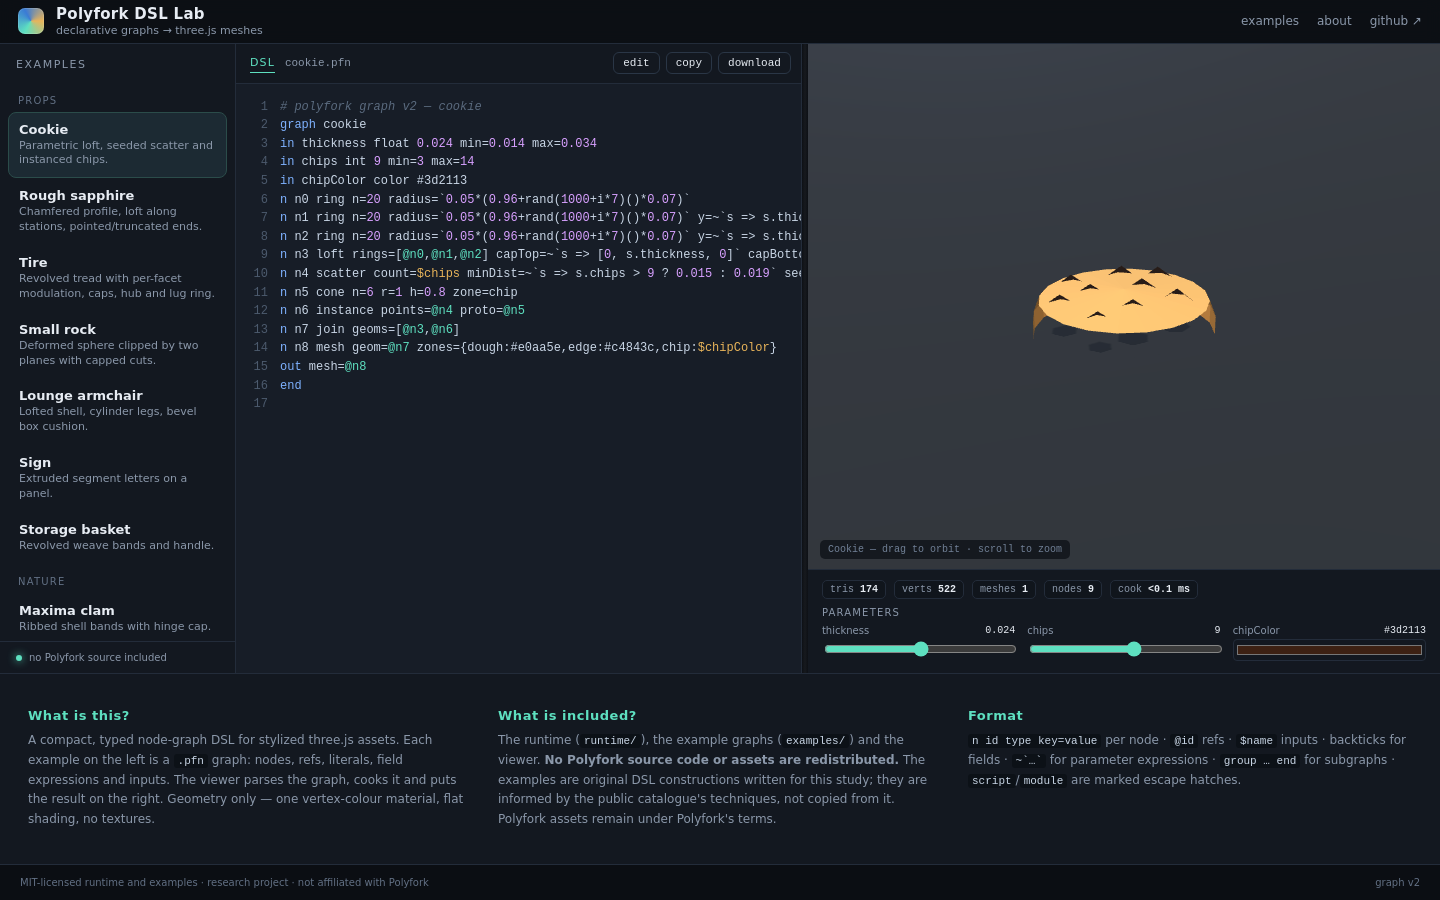 Polyfork DSL Lab
declarative graphs → three.js meshes
examples about github ↗
EXAMPLES
PROPS
Cookie
Parametric loft, seeded scatter and
instanced chips.
Rough sapphire
Chamfered profile, loft along
stations, pointed/truncated ends.
Tire
Revolved tread with per-facet
modulation, caps, hub and lug ring.
Small rock
Deformed sphere clipped by two
planes with capped cuts.
Lounge armchair
Lofted shell, cylinder legs, bevel
box cushion.
Sign
Extruded segment letters on a
panel.
Storage basket
Revolved weave bands and handle.
NATURE
Maxima clam
Ribbed shell bands with hinge cap.
no Polyfork source included
DSL cookie.pfn edit copy download
1 # polyfork graph v2 — cookie
2 graph cookie
3 in thickness float 0.024 min=0.014 max=0.034
4 in chips int 9 min=3 max=14
5 in chipColor color #3d2113
6 n n0 ring n=20 radius=`0.05*(0.96+rand(1000+i*7)()*0.07)`
7 n n1 ring n=20 radius=`0.05*(0.96+rand(1000+i*7)()*0.07)` y=~`s => s.thic
8 n n2 ring n=20 radius=`0.05*(0.96+rand(1000+i*7)()*0.07)` y=~`s => s.thic
9 n n3 loft rings=[@n0,@n1,@n2] capTop=~`s => [0, s.thickness, 0]` capBotto
10 n n4 scatter count=$chips minDist=~`s => s.chips > 9 ? 0.015 : 0.019` see
11 n n5 cone n=6 r=1 h=0.8 zone=chip
12 n n6 instance points=@n4 proto=@n5
13 n n7 join geoms=[@n3,@n6]
14 n n8 mesh geom=@n7 zones={dough:#e0aa5e,edge:#c4843c,chip:$chipColor}
15 out mesh=@n8
16 end
17
Cookie — drag to orbit · scroll to zoom
tris 174 verts 522 meshes 1 nodes 9 cook <0.1 ms
PARAMETERS
thickness 0.024 chips 9 chipColor #3d2113
What is this?
A compact, typed node-graph DSL for stylized three.js assets. Each
example on the left is a .pfn graph: nodes, refs, literals, field
expressions and inputs. The viewer parses the graph, cooks it and puts
the result on the right. Geometry only — one vertex-colour material, flat
shading, no textures.
What is included?
The runtime ( runtime/ ), the example graphs ( examples/ ) and the
viewer. No Polyfork source code or assets are redistributed. The
examples are original DSL constructions written for this study; they are
informed by the public catalogue's techniques, not copied from it.
Polyfork assets remain under Polyfork's terms.
Format
n id type key=value per node · @id refs · $name inputs · backticks for
fields · ~`…` for parameter expressions · group … end for subgraphs ·
script / module are marked escape hatches.
MIT-licensed runtime and examples · research project · not affiliated with Polyfork
graph v2